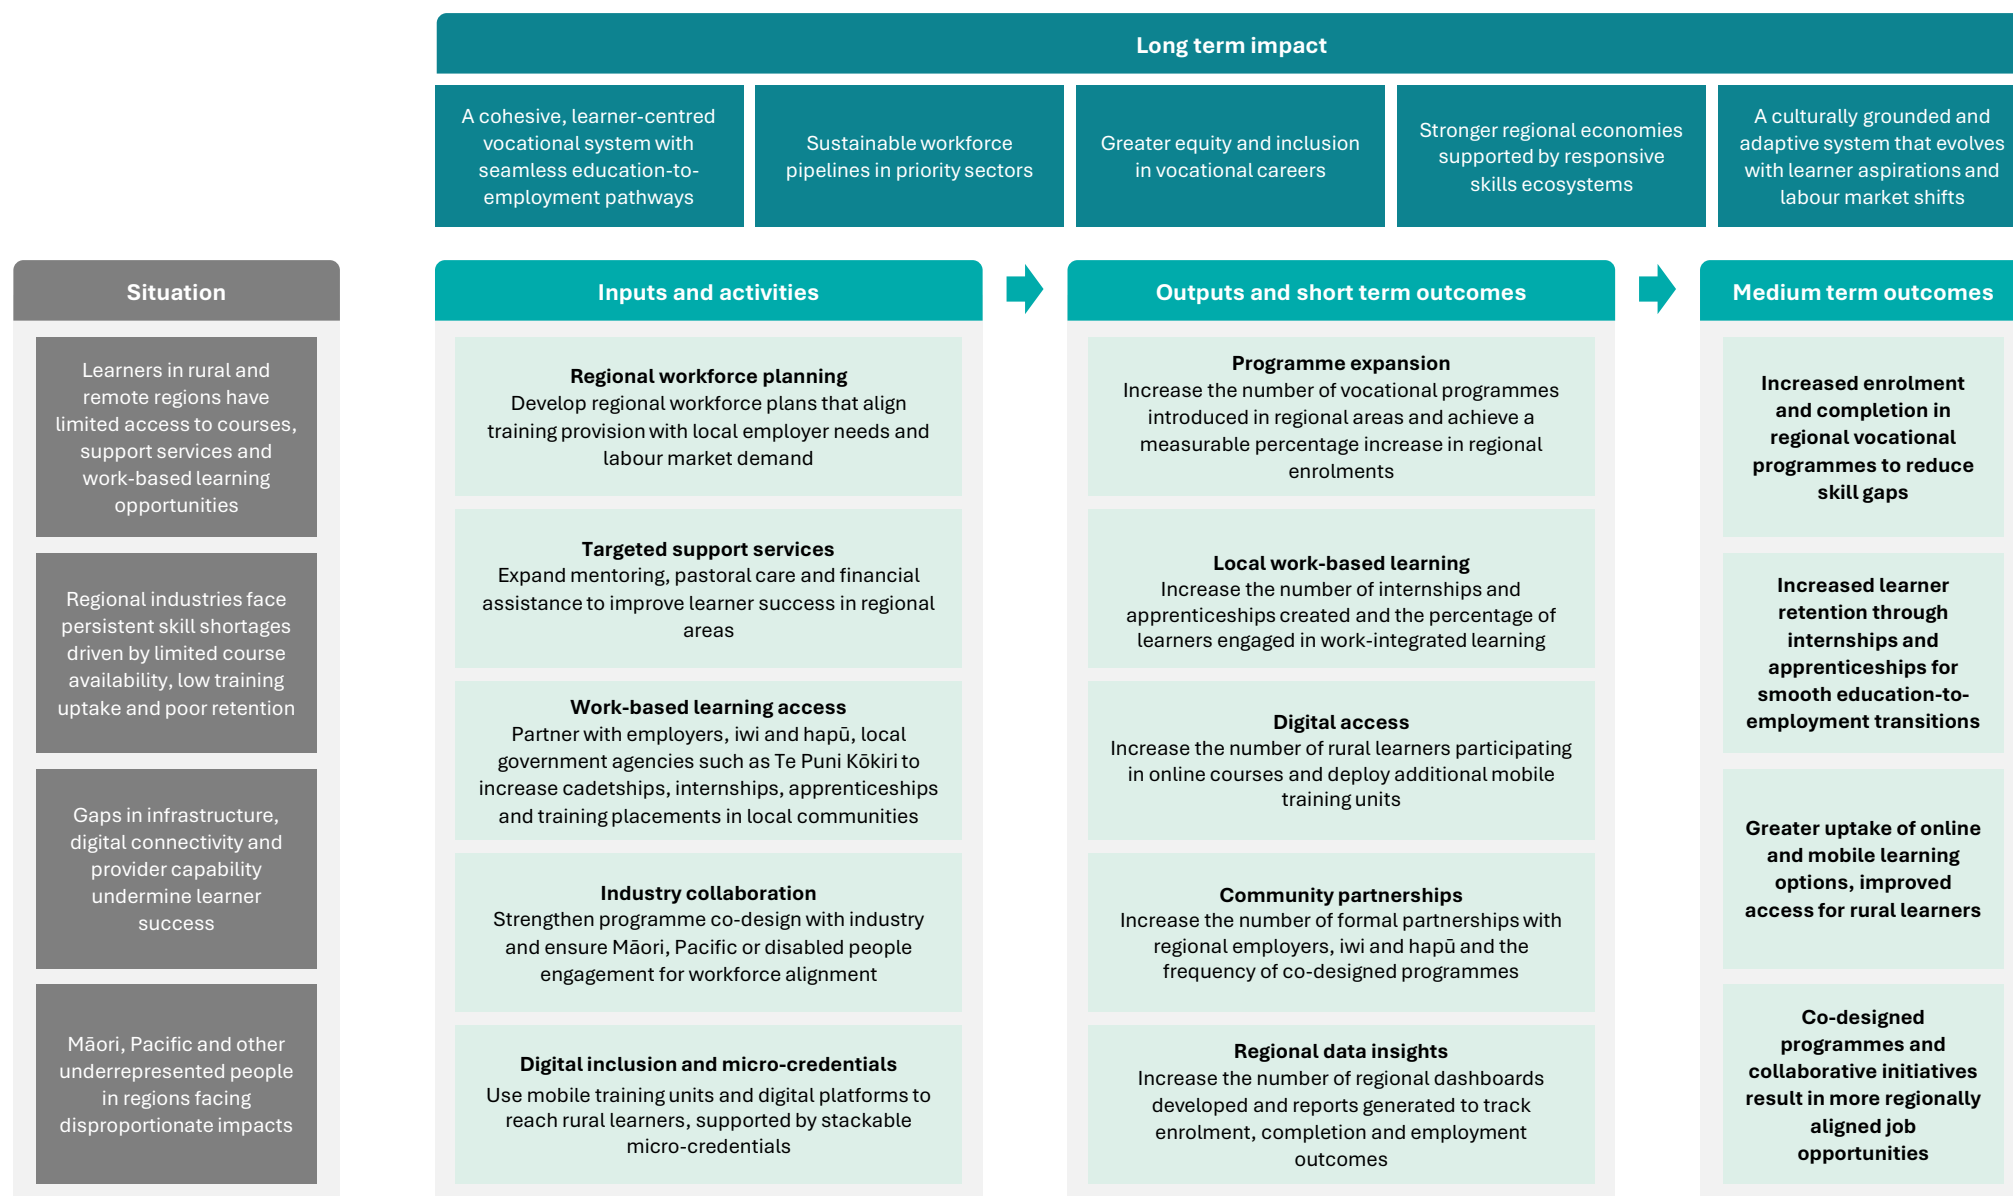 Long term impact
A cohesive, learner-centred
vocational system with
seamless education-to-
employment pathways
Sustainable workforce
pipelines in priority sectors
Greater equity and inclusion
in vocational careers
Stronger regional economies
supported by responsive
skills ecosystems
A culturally grounded and
adaptive system that evolves
with learner aspirations and
labour market shifts
Situation
Learners in rural and
remote regions have
limited access to courses,
support services and
work-based learning
opportunities
Regional industries face
persistent skill shortages
driven by limited course
availability, low training
uptake and poor retention
Gaps in infrastructure,
digital connectivity and
provider capability
undermine learner
success
Māori, Pacific and other
underrepresented people
in regions facing
disproportionate impacts
Inputs and activities
Regional workforce planning
Develop regional workforce plans that align
training provision with local employer needs and
labour market demand
Targeted support services
Expand mentoring, pastoral care and financial
assistance to improve learner success in regional
areas
Work-based learning access
Partner with employers, iwi and hapū, local
government agencies such as Te Puni Kōkiri to
increase cadetships, internships, apprenticeships
and training placements in local communities
Industry collaboration
Strengthen programme co-design with industry
and ensure Māori, Pacific or disabled people
engagement for workforce alignment
Digital inclusion and micro-credentials
Use mobile training units and digital platforms to
reach rural learners, supported by stackable
micro-credentials
Outputs and short term outcomes
Programme expansion
Increase the number of vocational programmes
introduced in regional areas and achieve a
measurable percentage increase in regional
enrolments
Local work-based learning
Increase the number of internships and
apprenticeships created and the percentage of
learners engaged in work-integrated learning
Digital access
Increase the number of rural learners participating
in online courses and deploy additional mobile
training units
Community partnerships
Increase the number of formal partnerships with
regional employers, iwi and hapū and the
frequency of co-designed programmes
Regional data insights
Increase the number of regional dashboards
developed and reports generated to track
enrolment, completion and employment
outcomes
Medium term outcomes
Increased enrolment
and completion in
regional vocational
programmes to reduce
skill gaps
Increased learner
retention through
internships and
apprenticeships for
smooth education-to-
employment transitions
Greater uptake of online
and mobile learning
options, improved
access for rural learners
Co-designed
programmes and
collaborative initiatives
result in more regionally
aligned job
opportunities